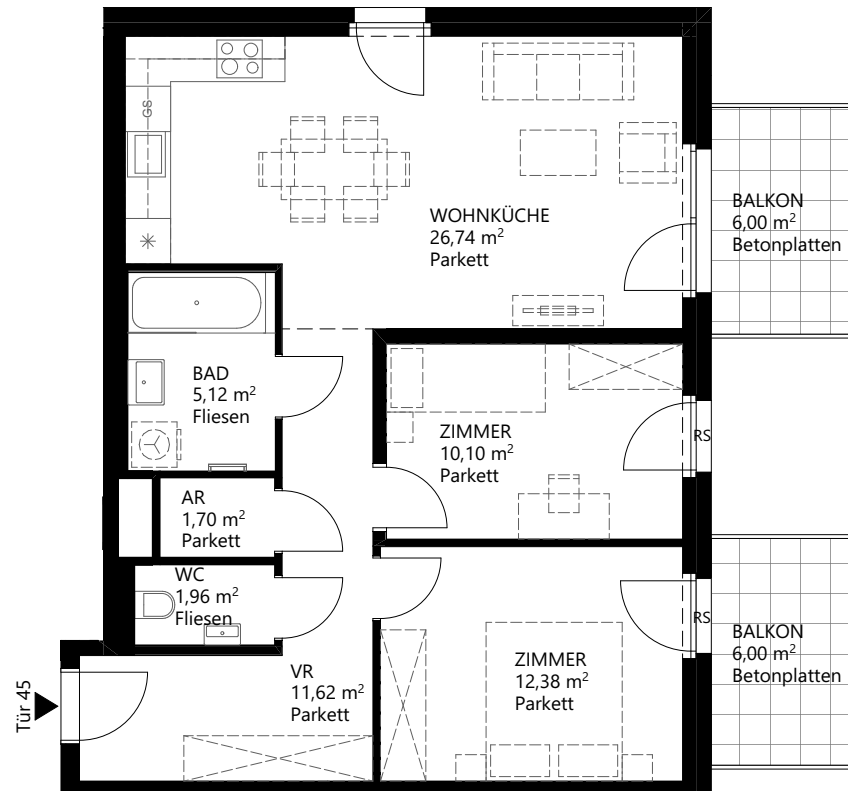 GS
WOHNKÜCHE
26,74 m²
Parkett
BALKON
6,00 m²
Betonplatten
BAD
5,12 m²
Fliesen
ZIMMER
10,10 m²
Parkett
RS
AR
1,70 m²
Parkett
WC
1,96 m²
Fliesen
RS
BALKON
6,00 m²
Betonplatten
ZIMMER
12,38 m²
Parkett
VR
11,62 m²
Parkett
Tür 45